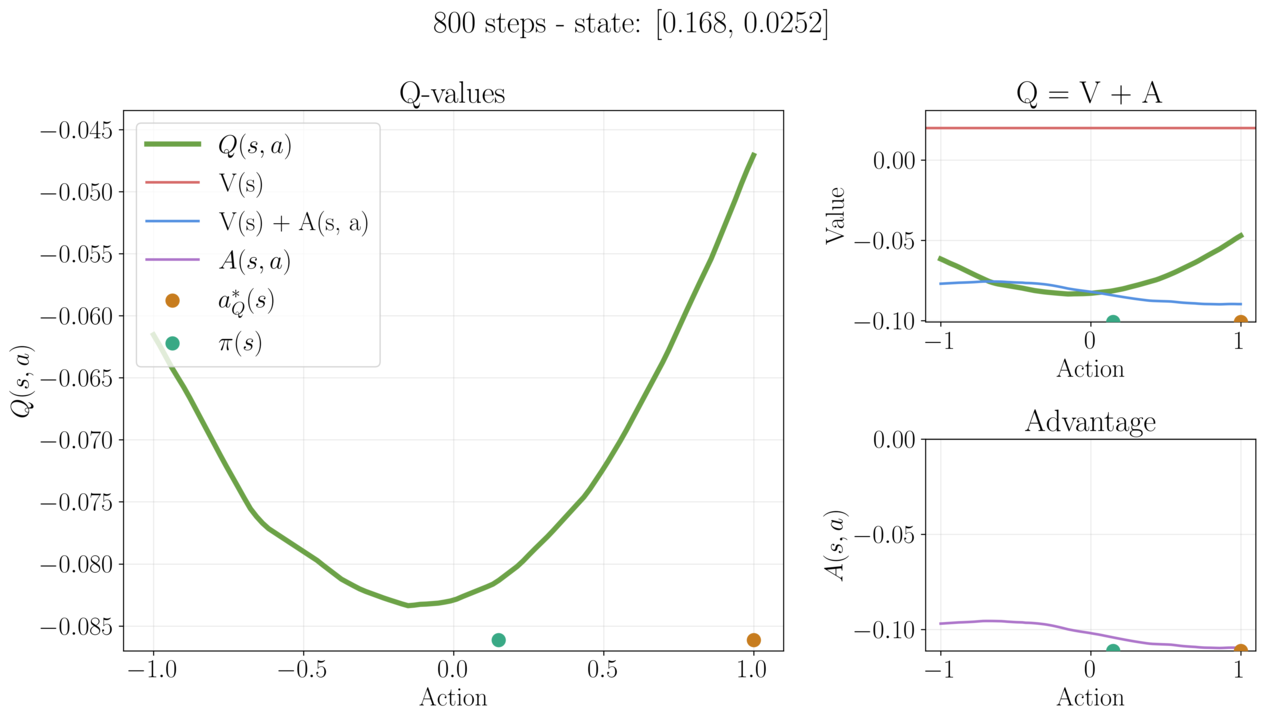 800 steps - state: [0.168, 0.0252]
Q-values
Q(s, a)
V(s)
V(s) + A(s, a)
A(s, a)
a*Q(s)
π(s)
−0.045
−0.050
−0.055
−0.060
−0.065
−0.070
−0.075
−0.080
−0.085
Q(s, a)
−1.0
−0.5
0.0
0.5
1.0
Action
Q = V + A
0.00
−0.05
−0.10
Value
−1
0
1
Action
Advantage
0.00
−0.05
−0.10
A(s, a)
−1
0
1
Action